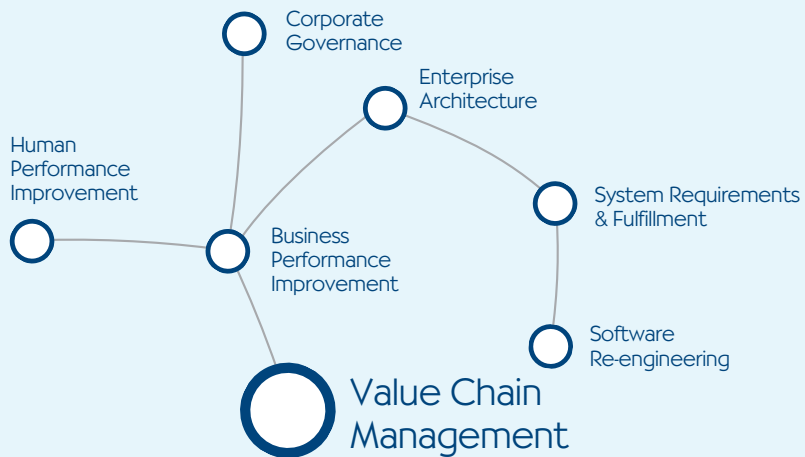 Corporate
Governance
Enterprise
Architecture
Human
Performance
Improvement
System Requirements
& Fulfillment
Business
Performance
Improvement
Software
Re-engineering
Value Chain
Management